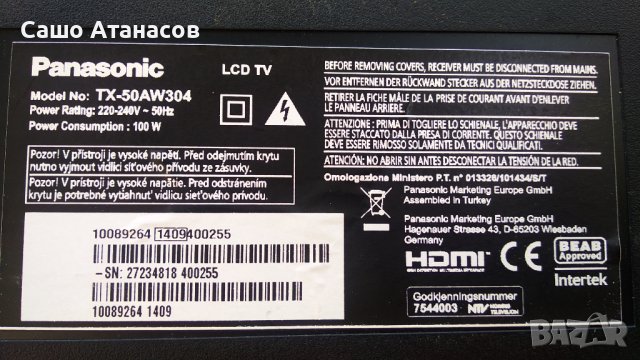 Сашо Атанасов
Panasonic
LCD TV
Model No: TX-50AW304
Power Rating: 220-240V ~ 50Hz
Power Consumption : 100 W
BEFORE REMOVING COVERS, RECEIVER MUST BE DISCONNECTED FROM MAINS.
VOR ENTFERNEN DER RÜCKWAND STECKER AUS DER NETZSTECKDOSE ZIEHEN.
RETIRER LA FICHE MÂLE DE LA PRISE DE COURANT AVANT D'ENLEVER
LE PANNEAU ARRIERE.
ATTENZIONE : PRIMA DI TOGLIERE LO SCHIENALE, L'APPARECCHIO DEVE
ESSERE STACCATO DALLA PRESA DI CORRENTE. QUESTO SCHIENALE
DEVE ESSERE RIMOSSO SOLAMENTE DA TECNICI QUALIFICATI.
ATENCIÓN: NO ABRIR SIN ANTES DESCONECTAR LA TENSIÓN DE LA RED.
Omologazione Ministero P.T. n° 013328/101434/S/T
Pozor! V přístroji je vysoké napětí. Před odejmutím krytu
nutno vyjmout vidlici síťového přívodu ze zásuvky.
Pozor! V prístroji je vysoké napätie. Pred odstránením
krytu je potrebné vytiahnuť vidlicu sieťového prívodu.
Panasonic Marketing Europe GmbH
Assembled in Turkey
Panasonic Marketing Europe GmbH
Hagenauer Strasse 43, D-65203 Wiesbaden
Germany
10089264 1409400255
-SN: 27234818 400255
10089264 1409
HDMI
CE
BEAB
Approved
Intertek
Godkjenningsnummer
7544003
NTV
BAZAR